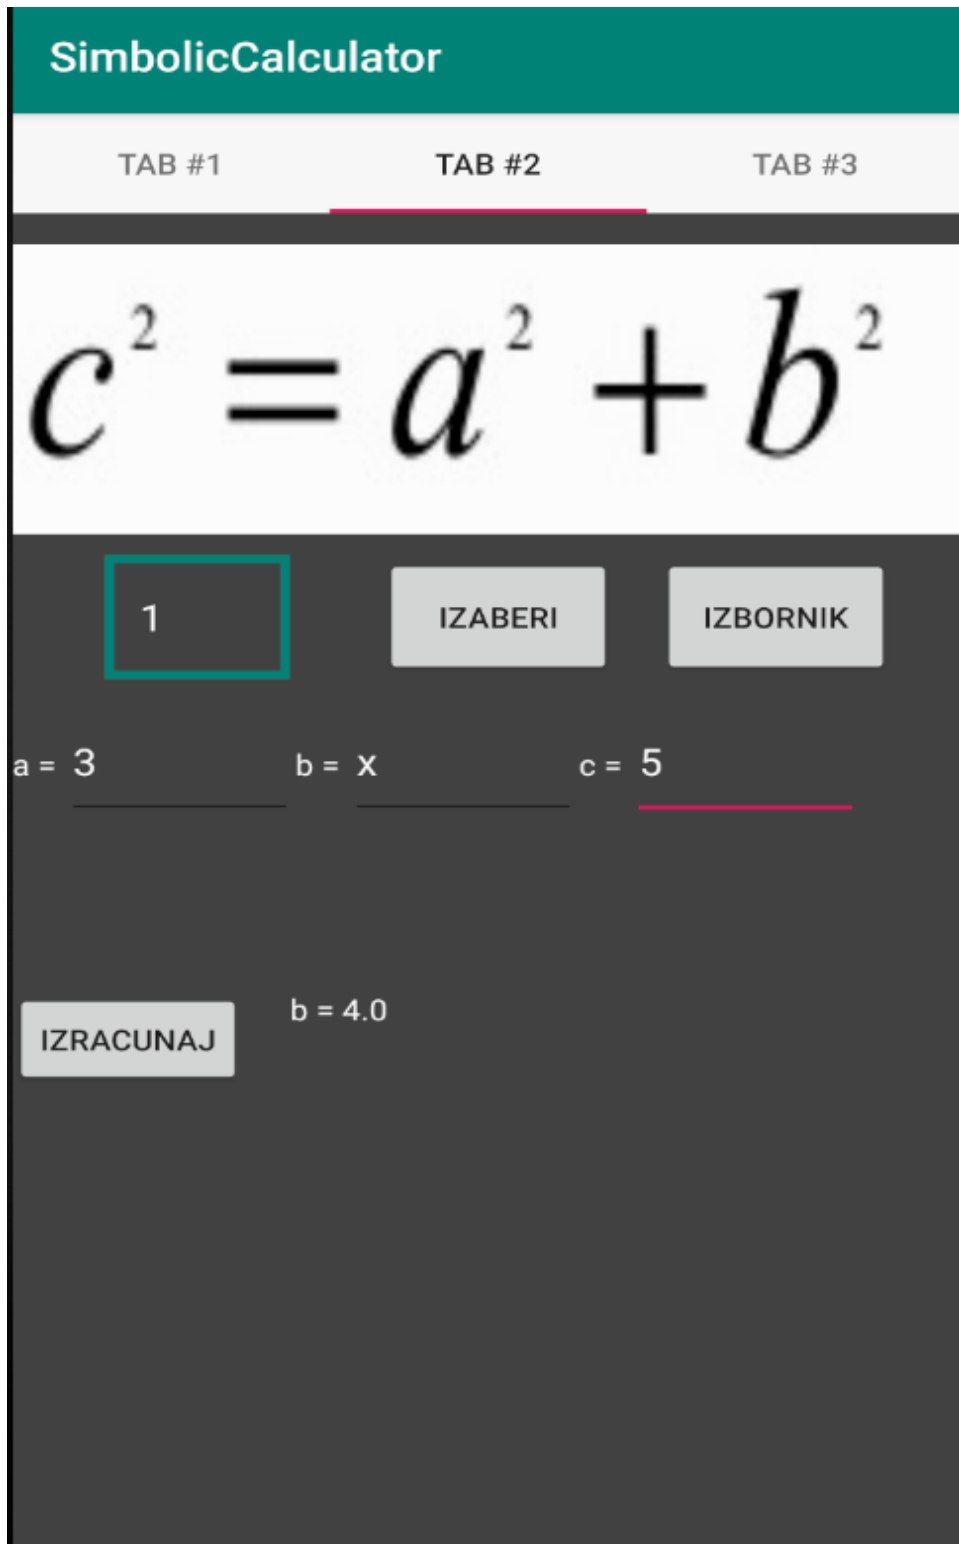 SimbolicCalculator
TAB #1 TAB #2 TAB #3
c² = a² + b²
1 IZABERI IZBORNIK
a = 3 b = x c = 5
b = 4.0
IZRACUNAJ